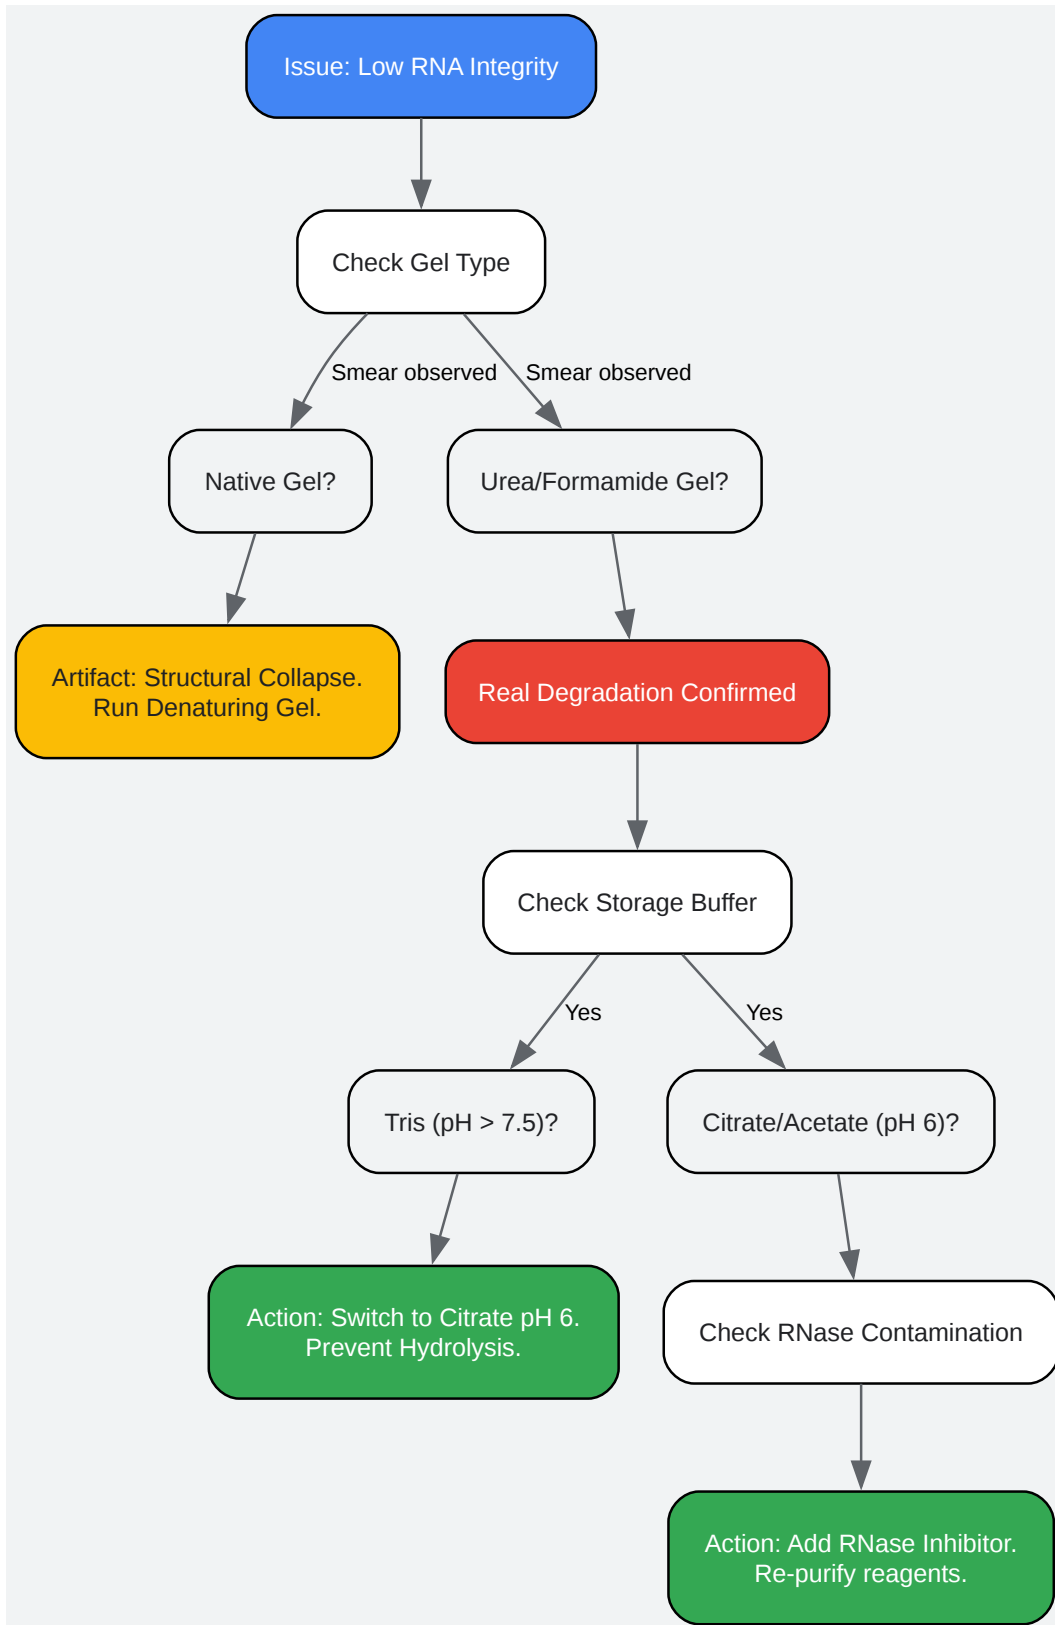 Issue: Low RNA Integrity
Check Gel Type
Smear observed
Smear observed
Native Gel?
Urea/Formamide Gel?
Artifact: Structural Collapse.
Run Denaturing Gel.
Real Degradation Confirmed
Check Storage Buffer
Yes
Yes
Tris (pH > 7.5)?
Citrate/Acetate (pH 6)?
Action: Switch to Citrate pH 6.
Prevent Hydrolysis.
Check RNase Contamination
Action: Add RNase Inhibitor.
Re-purify reagents.